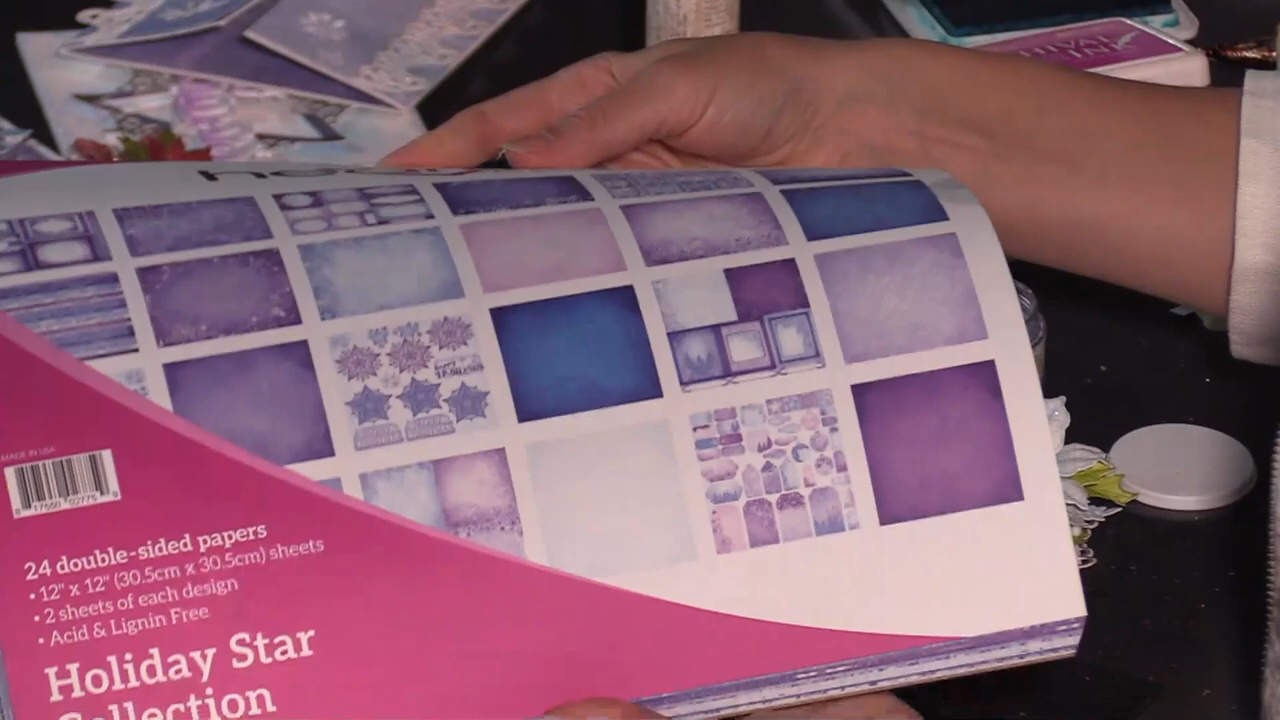 MADE IN USA
24 double-sided papers
• 12" x 12" (30.5cm x 30.5cm) sheets
• 2 sheets of each design
• Acid & Lignin Free
Holiday Star
Collection